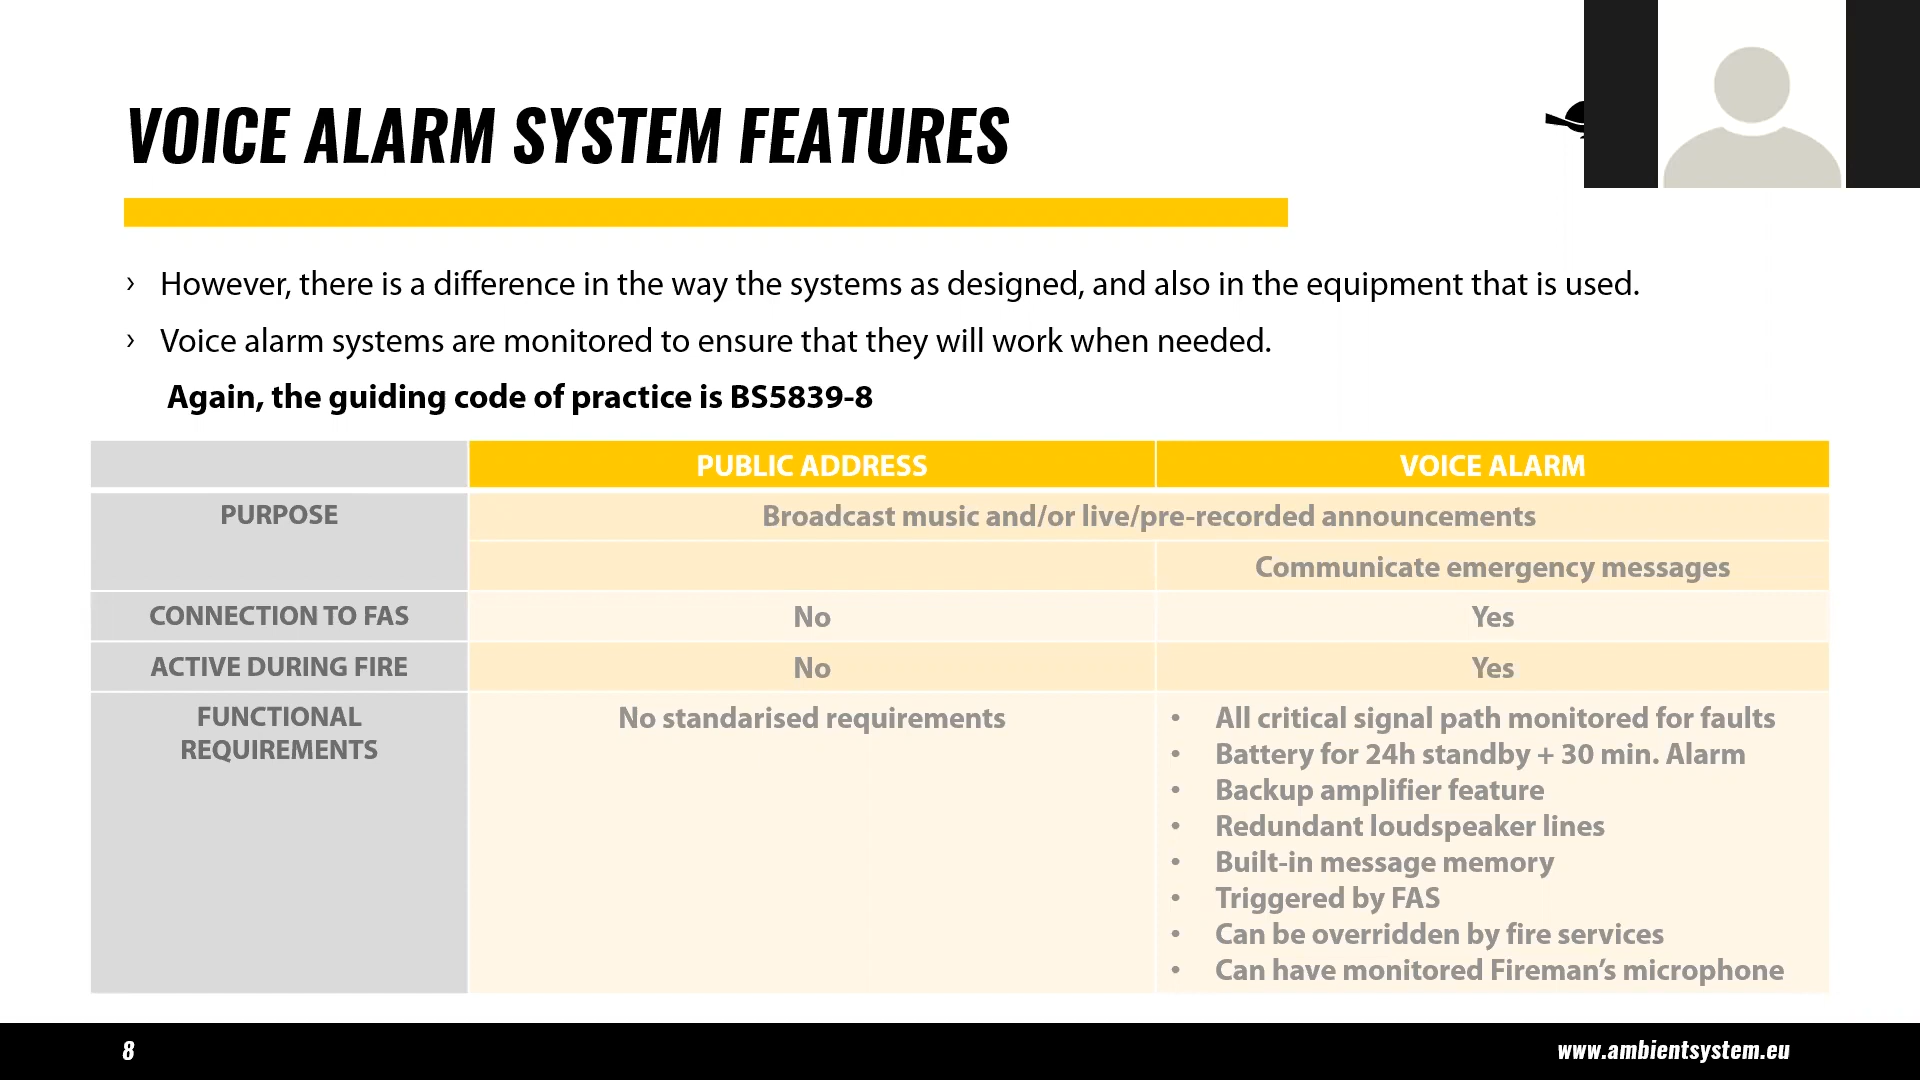 VOICE ALARM SYSTEM FEATURES
› However, there is a difference in the way the systems as designed, and also in the equipment that is used.
› Voice alarm systems are monitored to ensure that they will work when needed.
Again, the guiding code of practice is BS5839-8
PUBLIC ADDRESS VOICE ALARM
PURPOSE Broadcast music and/or live/pre-recorded announcements
Communicate emergency messages
CONNECTION TO FAS No Yes
ACTIVE DURING FIRE No Yes
FUNCTIONAL REQUIREMENTS
No standarised requirements
• All critical signal path monitored for faults
• Battery for 24h standby + 30 min. Alarm
• Backup amplifier feature
• Redundant loudspeaker lines
• Built-in message memory
• Triggered by FAS
• Can be overridden by fire services
• Can have monitored Fireman’s microphone
8
www.ambientsystem.eu